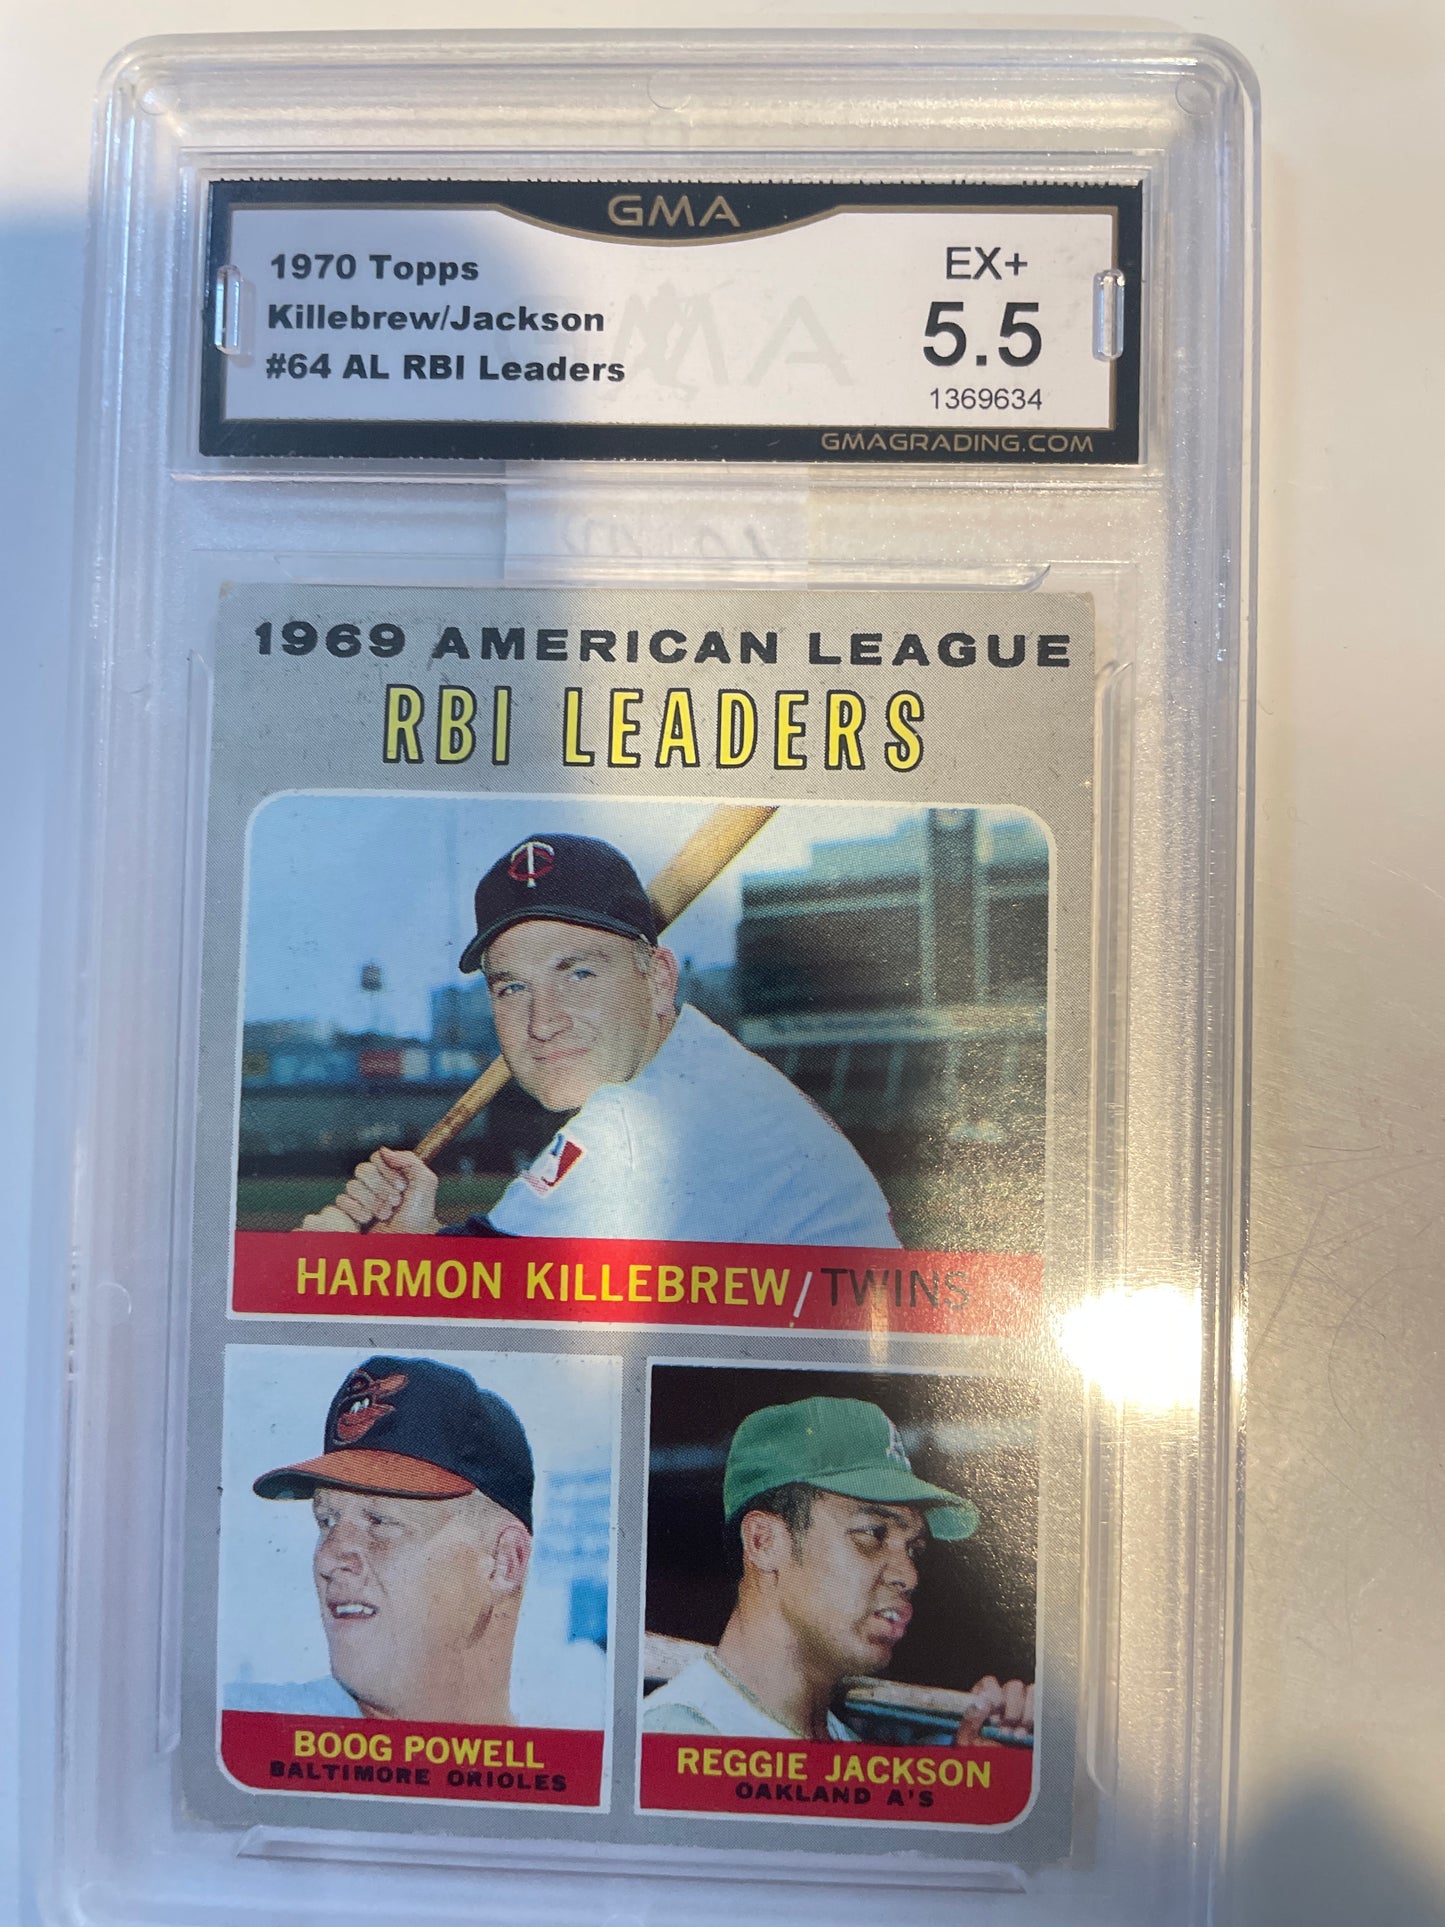 GMA
1970 Topps
Killebrew/Jackson
#64 AL RBI Leaders
EX+
5.5
1369634
GMAGRADING.COM
1969 AMERICAN LEAGUE
RBI LEADERS
HARMON KILLEBREW/TWINS
BOOG POWELL
BALTIMORE ORIOLES
REGGIE JACKSON
OAKLAND A'S